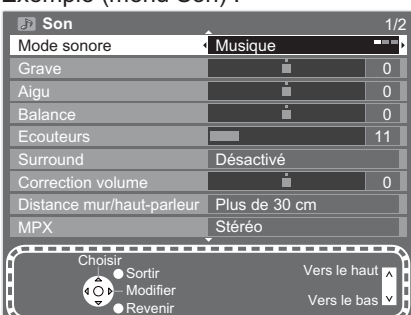 Exemple (menu Son) :
Son 1/2
Mode sonore Musique
Grave 0
Aigu 0
Balance 0
Ecouteurs 11
Surround Désactivé
Correction volume 0
Distance mur/haut-parleur Plus de 30 cm
MPX Stéréo
Choisir
Sortir
Vers le haut
Modifier
Vers le bas
Revenir